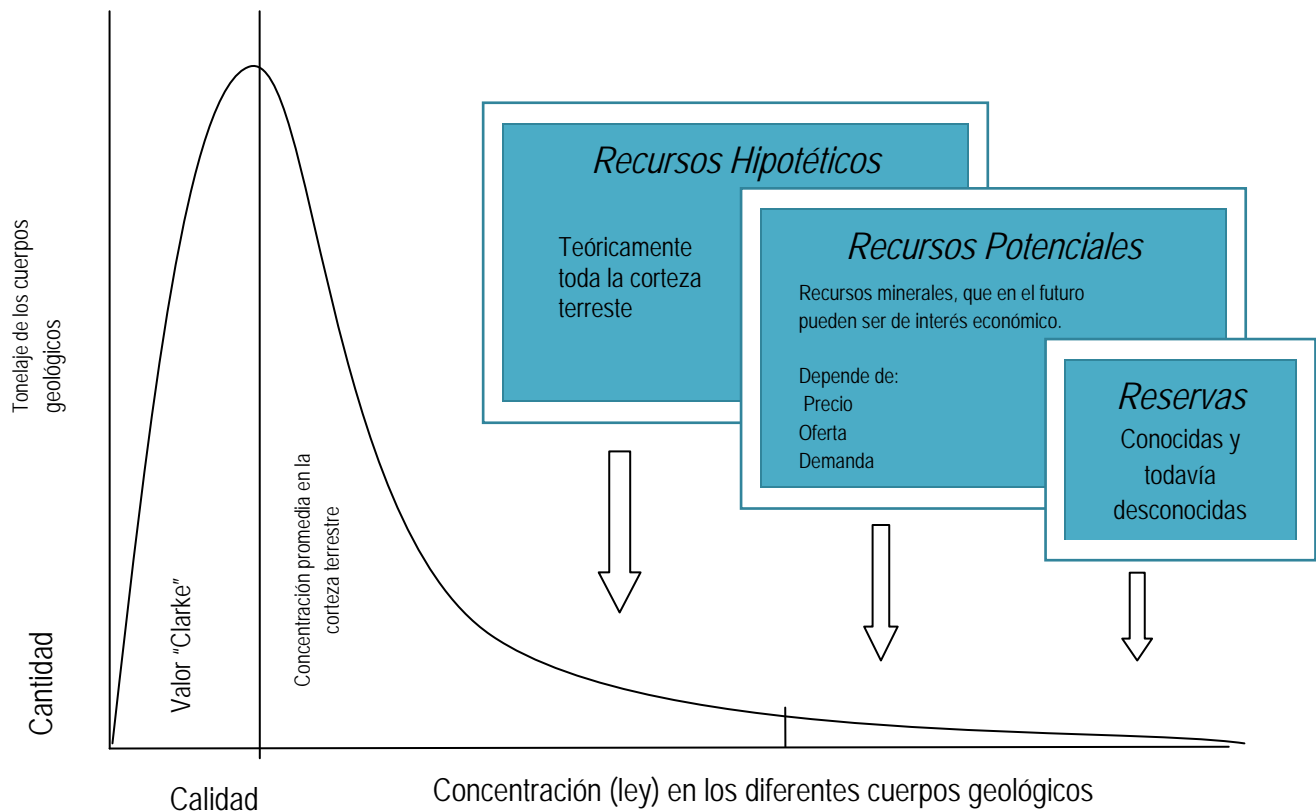 Recursos Hipotéticos
Teóricamente
toda la corteza
terreste
Recursos Potenciales
Recursos minerales, que en el futuro
pueden ser de interés económico.
Depende de:
Precio
Oferta
Demanda
Reservas
Conocidas y
todavía
desconocidas
Tonelaje de los cuerpos
geológicos
Cantidad
Valor "Clarke"
Concentración promedia en la
corteza terrestre
Calidad
Concentración (ley) en los diferentes cuerpos geológicos